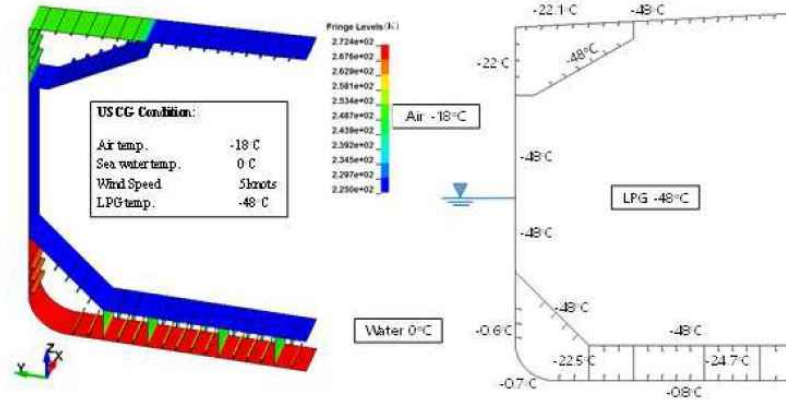 Fringe Levels (K)
2.724e+02
2.676e+02
2.629e+02
2.581e+02
2.534e+02
2.487e+02
2.439e+02
2.392e+02
2.345e+02
2.297e+02
2.250e+02
USCG Condition:
Air temp. -18°C
Sea water temp. 0°C
Wind Speed 5knots
LPG temp. -48°C
Z
X
Y
Air -18°C
Water 0°C
-22.1°C
-48°C
-22°C
-48°C
-48°C
LPG -48°C
-48°C
-48°C
-0.6°C
-48°C
-22.5°C
-24.7°C
-0.7°C
-0.8°C